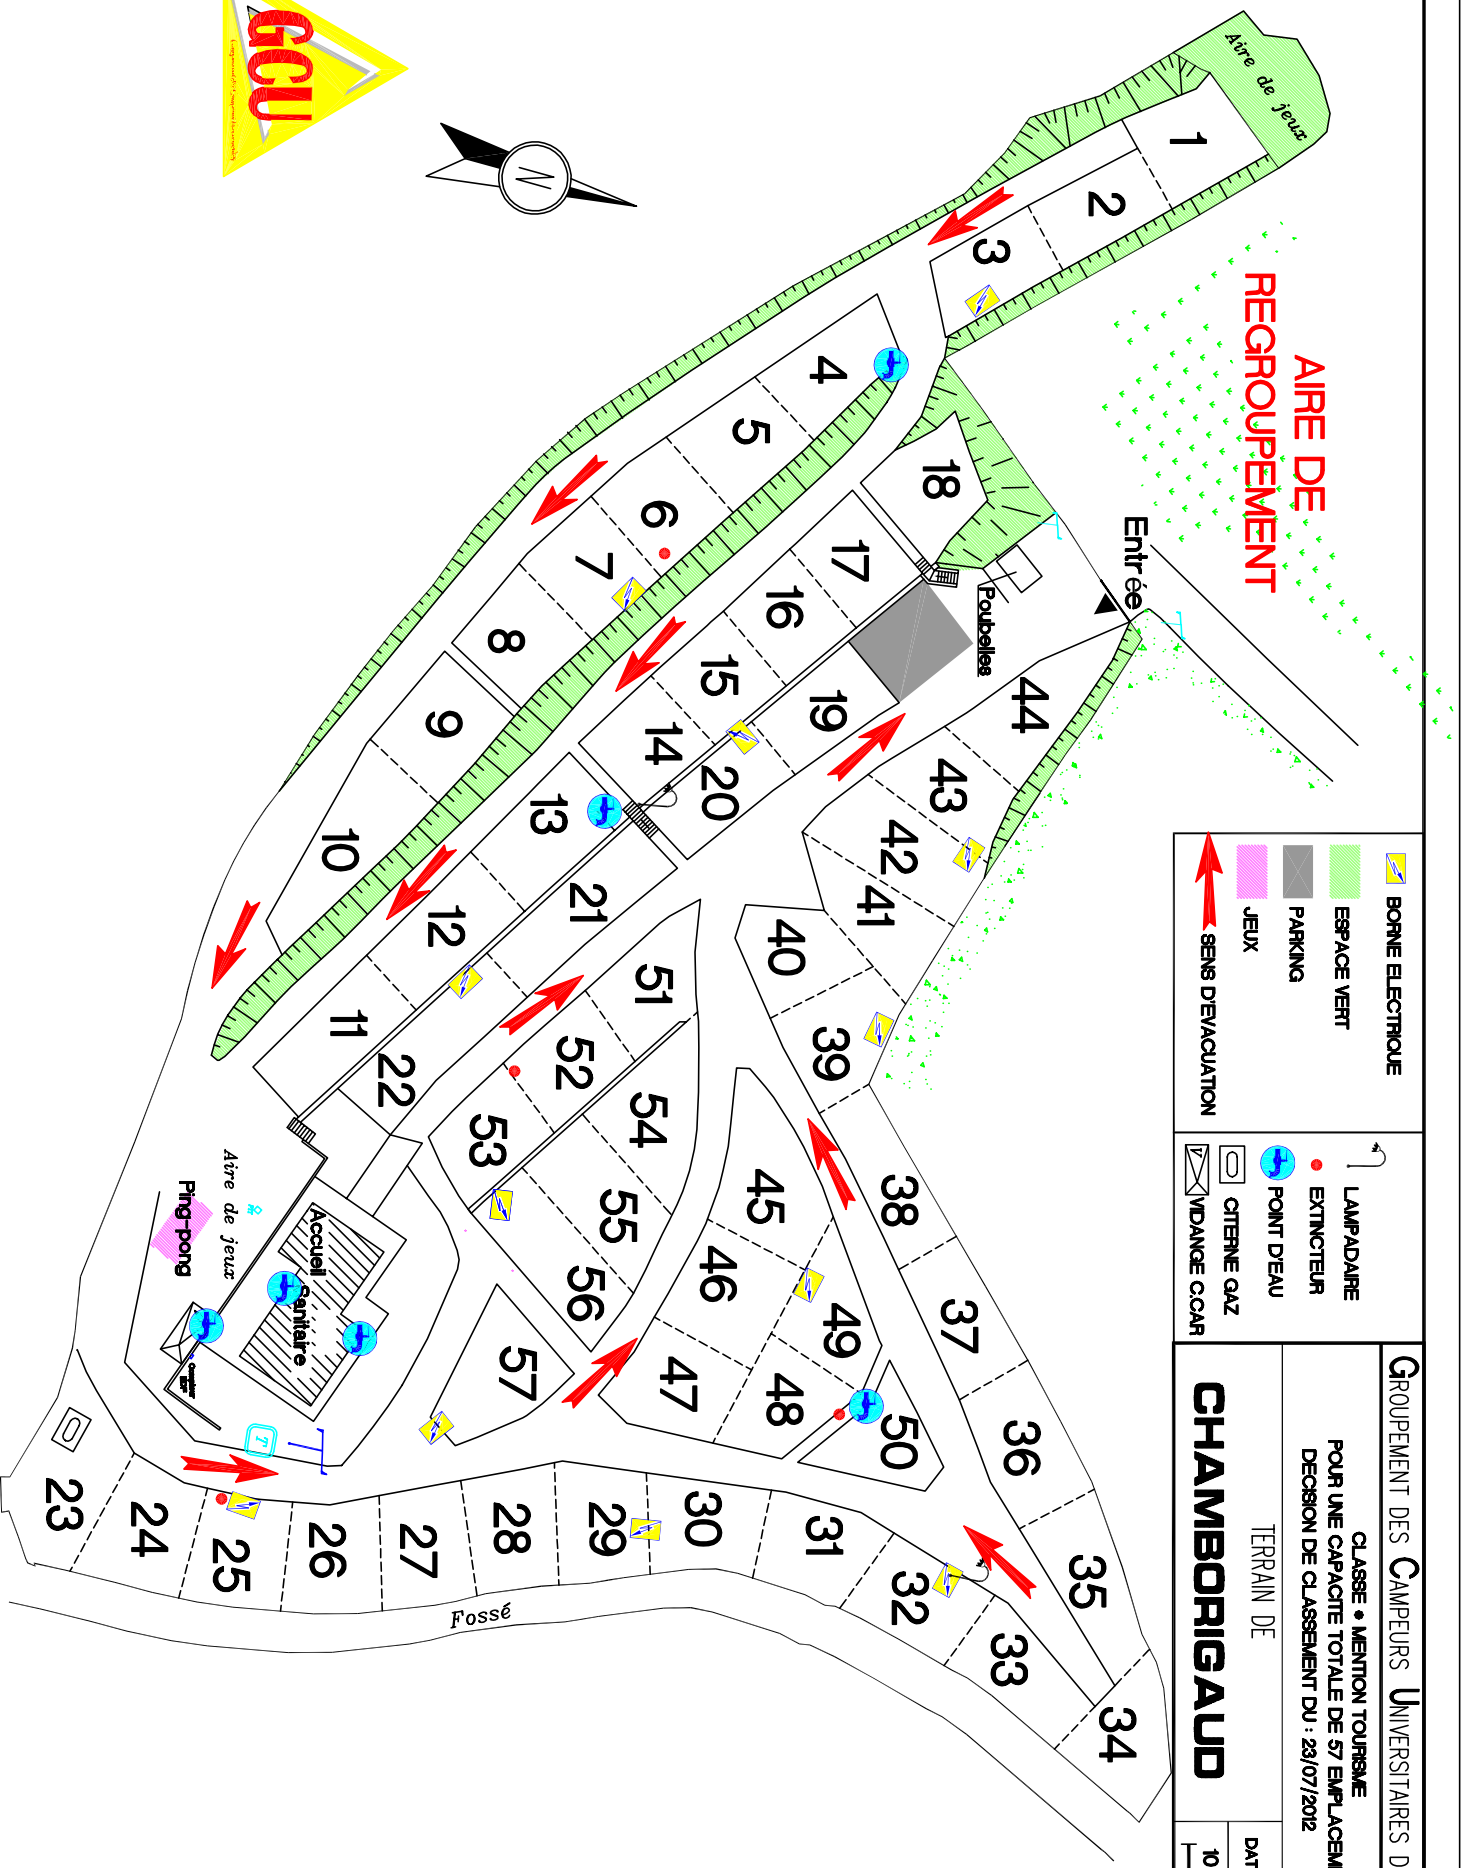 GROUPEMENT DES CAMPEURS UNIVERSITAIRES D
CLASSE * MENTION TOURISME
POUR UNE CAPACITE TOTALE DE 57 EMPLACEM
DECISION DE CLASSEMENT DU : 23/07/2012
TERRAIN DE
CHAMBORIGAUD
DAT
10
BORNE ELECTRIQUE
ESPACE VERT
PARKING
JEUX
SENS D'EVACUATION
LAMPADAIRE
EXTINCTEUR
POINT D'EAU
CITERNE GAZ
VIDANGE C.CAR
AIRE DE
REGROUPEMENT
Aire de jeux
Entrée
Poubelles
GCU
N
1
2
3
4
5
6
7
8
9
10
11
12
13
14
15
16
17
18
19
20
21
22
23
24
25
26
27
28
29
30
31
32
33
34
35
36
37
38
39
40
41
42
43
44
45
46
47
48
49
50
51
52
53
54
55
56
57
Aire de jeux
Ping-pong
Accueil
Sanitaire
T
Fossé